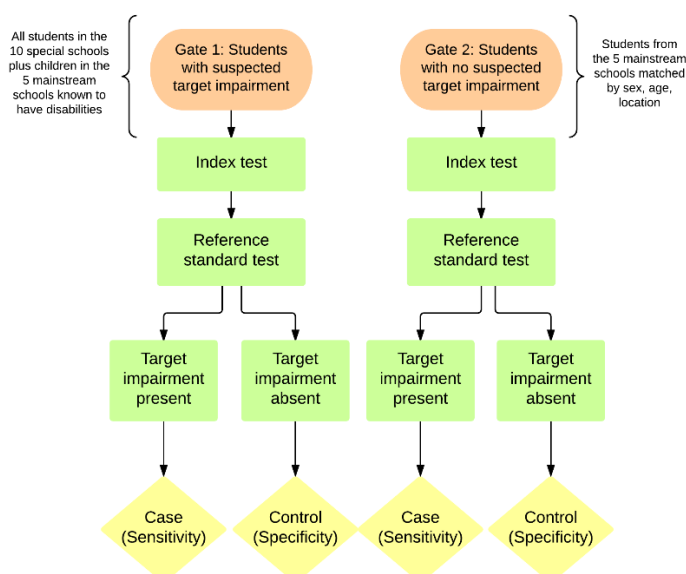 All students in the
10 special schools
plus children in the
5 mainstream
schools known to
have disabilities
Gate 1: Students
with suspected
target impairment
Gate 2: Students
with no suspected
target impairment
Students from
the 5 mainstream
schools matched
by sex, age,
location
Index test
Index test
Reference
standard test
Reference
standard test
Target
impairment
present
Target
impairment
absent
Target
impairment
present
Target
impairment
absent
Case
(Sensitivity)
Control
(Specificity)
Case
(Sensitivity)
Control
(Specificity)